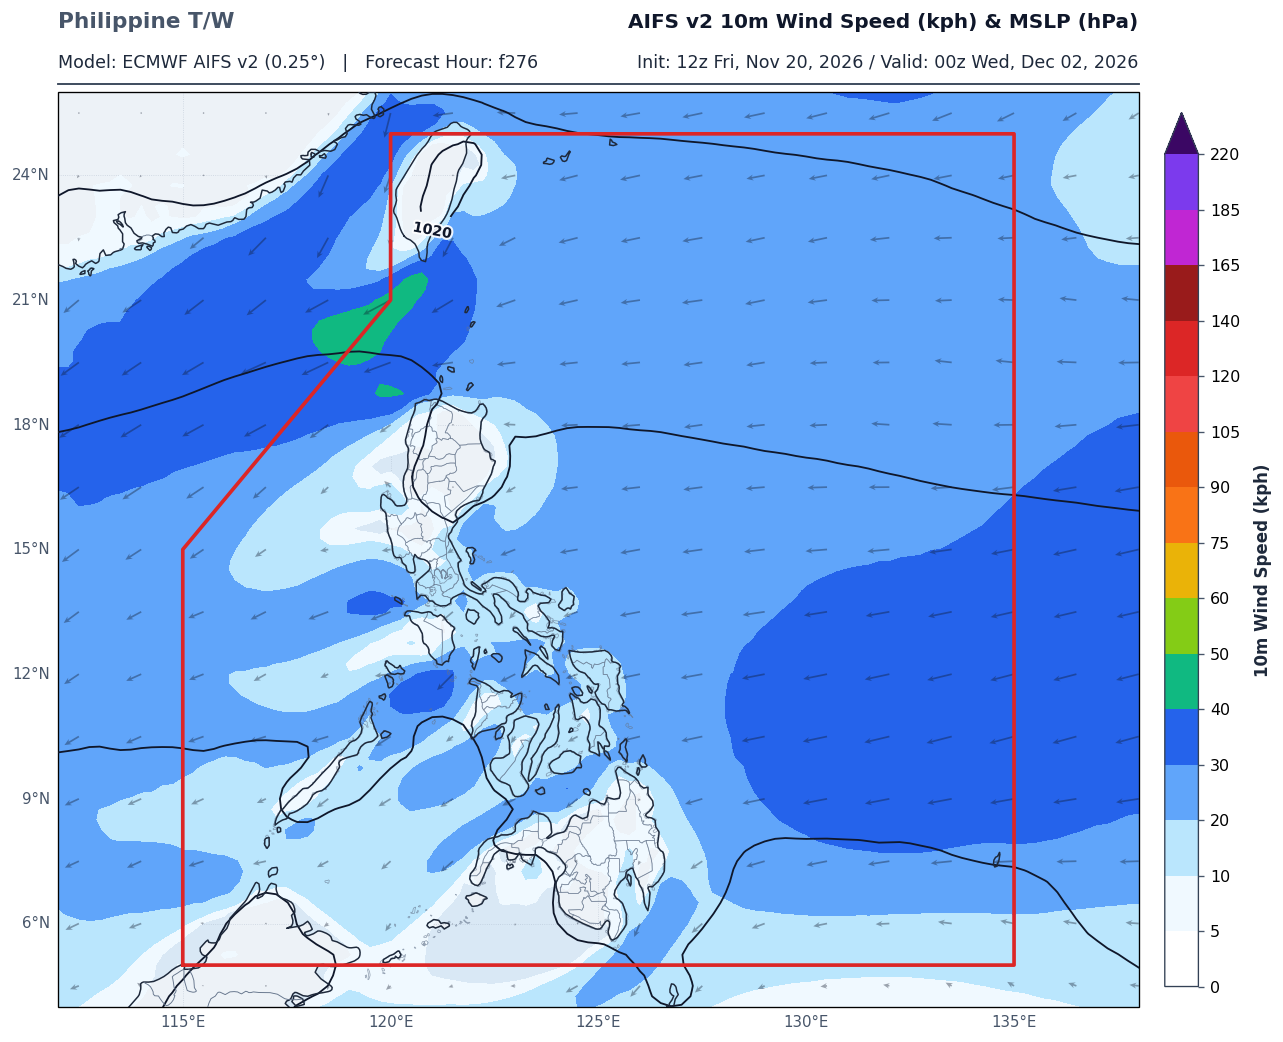 Philippine T/W
AIFS v2 10m Wind Speed (kph) & MSLP (hPa)
Model: ECMWF AIFS v2 (0.25°) | Forecast Hour: f276
Init: 12z Fri, Nov 20, 2026 / Valid: 00z Wed, Dec 02, 2026
24°N
21°N
18°N
15°N
12°N
9°N
6°N
115°E
120°E
125°E
130°E
135°E
1020
220
185
165
140
120
105
90
75
60
50
40
30
20
10
5
0
10m Wind Speed (kph)